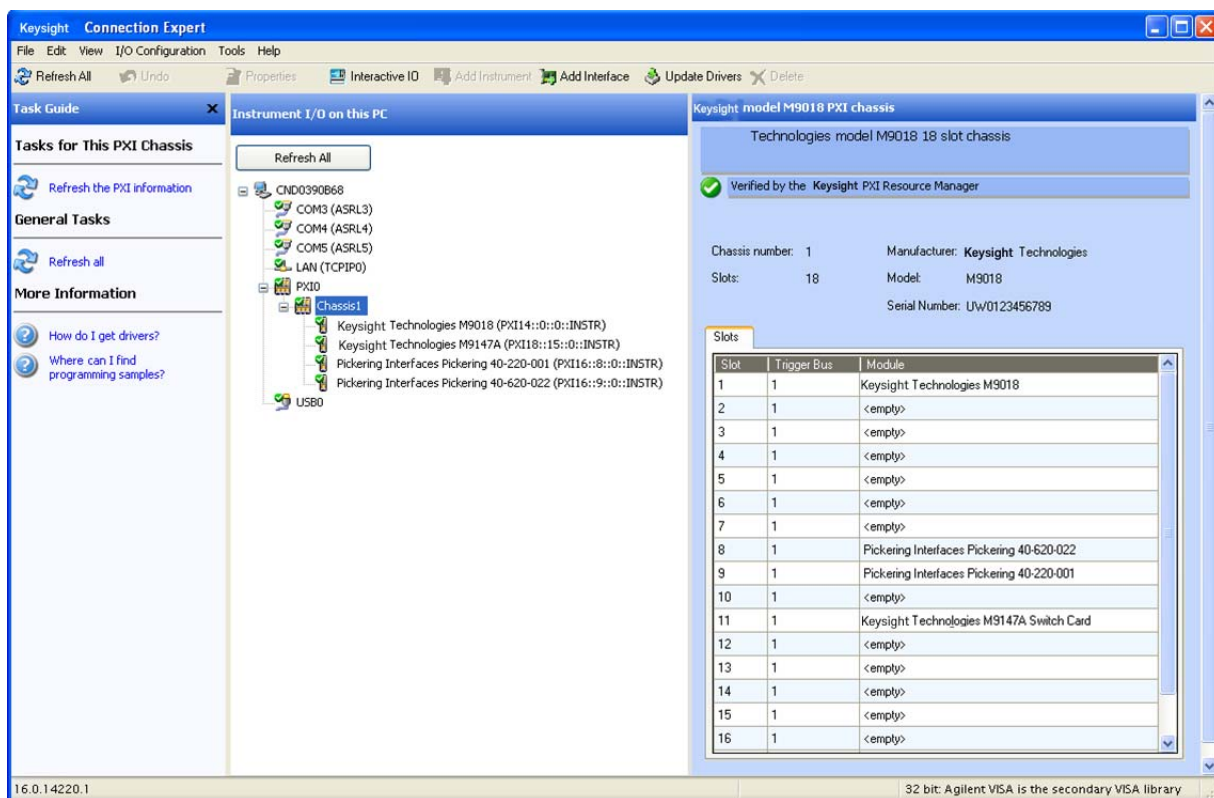 Keysight Connection Expert
File Edit View I/O Configuration Tools Help
Refresh All Undo Properties Interactive IO Add Instrument Add Interface Update Drivers Delete
Task Guide
Tasks for This PXI Chassis
Refresh the PXI information
General Tasks
Refresh all
More Information
How do I get drivers?
Where can I find
programming samples?
Instrument I/O on this PC
Refresh All
CND0390B68
COM3 (ASRL3)
COM4 (ASRL4)
COM5 (ASRL5)
LAN (TCPIP0)
PXI0
Chassis1
Keysight Technologies M9018 (PXI14::0::0::INSTR)
Keysight Technologies M9147A (PXI18::15::0::INSTR)
Pickering Interfaces Pickering 40-220-001 (PXI16::8::0::INSTR)
Pickering Interfaces Pickering 40-620-022 (PXI16::9::0::INSTR)
USB0
Keysight model M9018 PXI chassis
Technologies model M9018 18 slot chassis
Verified by the Keysight PXI Resource Manager
Chassis number: 1 Manufacturer: Keysight Technologies
Slots: 18 Model: M9018
Serial Number: UW0123456789
Slots
Slot Trigger Bus Module
1 1 Keysight Technologies M9018
2 1 <empty>
3 1 <empty>
4 1 <empty>
5 1 <empty>
6 1 <empty>
7 1 <empty>
8 1 Pickering Interfaces Pickering 40-620-022
9 1 Pickering Interfaces Pickering 40-220-001
10 1 <empty>
11 1 Keysight Technologies M9147A Switch Card
12 1 <empty>
13 1 <empty>
14 1 <empty>
15 1 <empty>
16 1 <empty>
16.0.14220.1
32 bit: Agilent VISA is the secondary VISA library